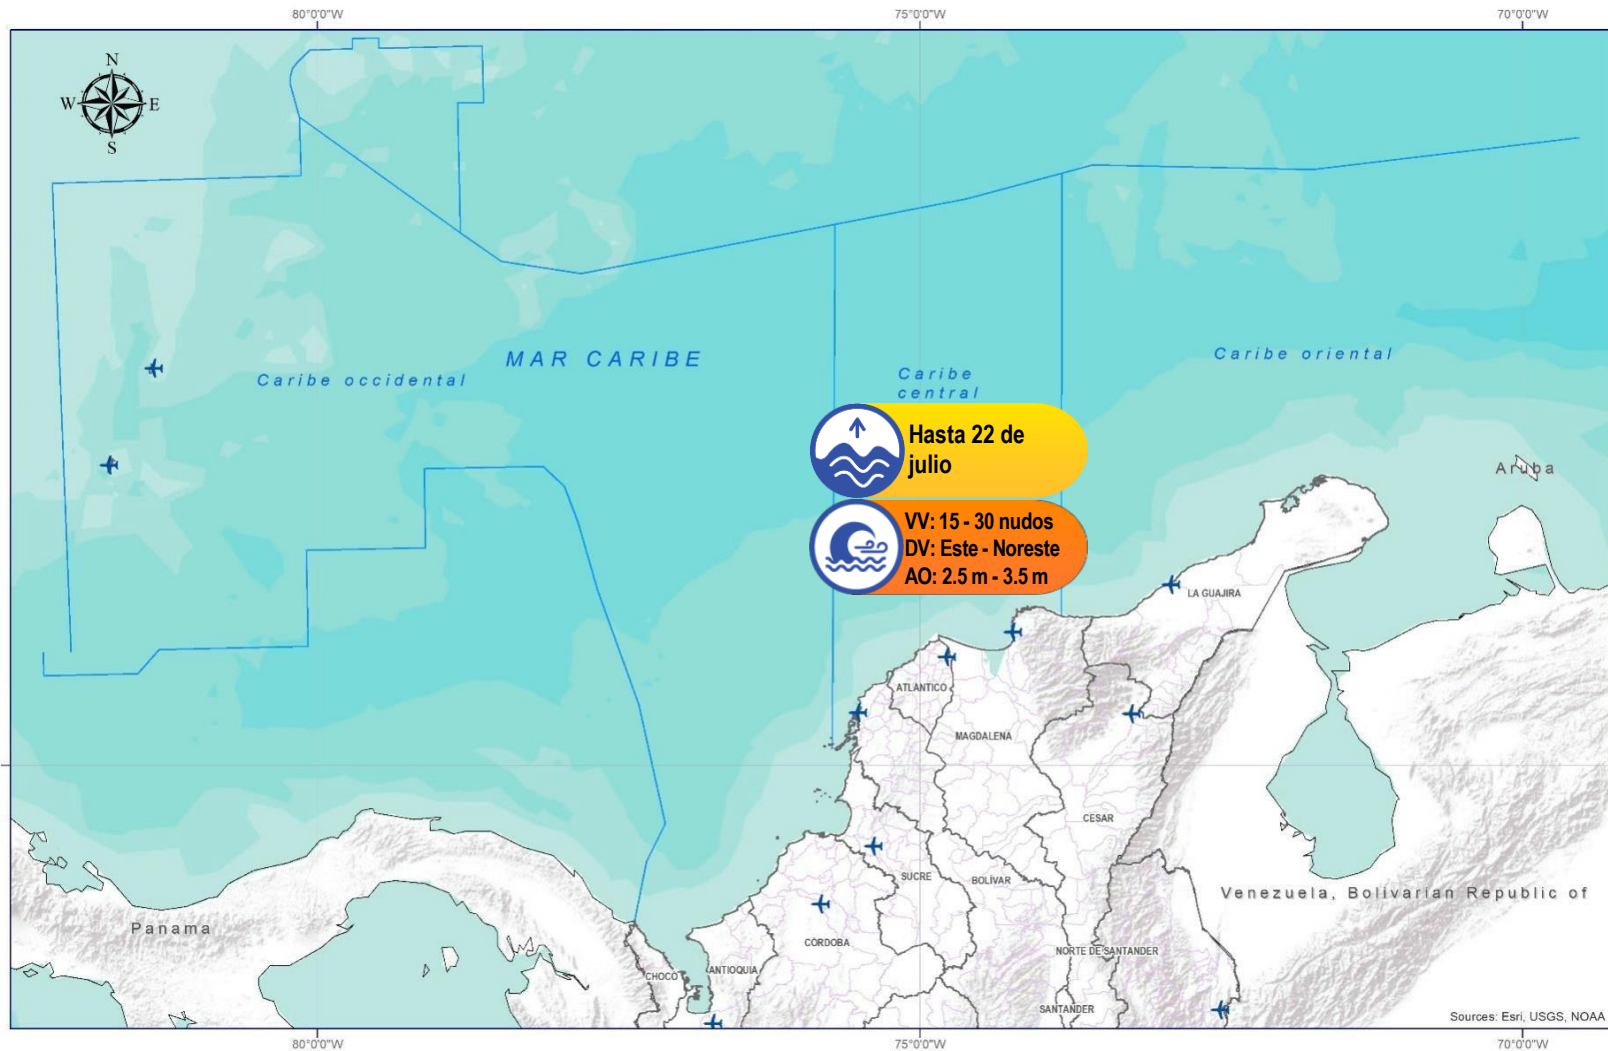 80°0'0"W
75°0'0"W
70°0'0"W
N
W
E
S
MAR CARIBE
Caribe occidental
Caribe
central
Caribe oriental
Hasta 22 de
julio
VV: 15 - 30 nudos
DV: Este - Noreste
AO: 2.5 m - 3.5 m
Aruba
LA GUAJIRA
ATLANTICO
MAGDALENA
CESAR
SUCRE
BOLÍVAR
Venezuela, Bolivarian Republic of
Panama
CÓRDOBA
NORTE DE SANTANDER
CHOCÓ
ANTIOQUIA
SANTANDER
Sources: Esri, USGS, NOAA
80°0'0"W
75°0'0"W
70°0'0"W